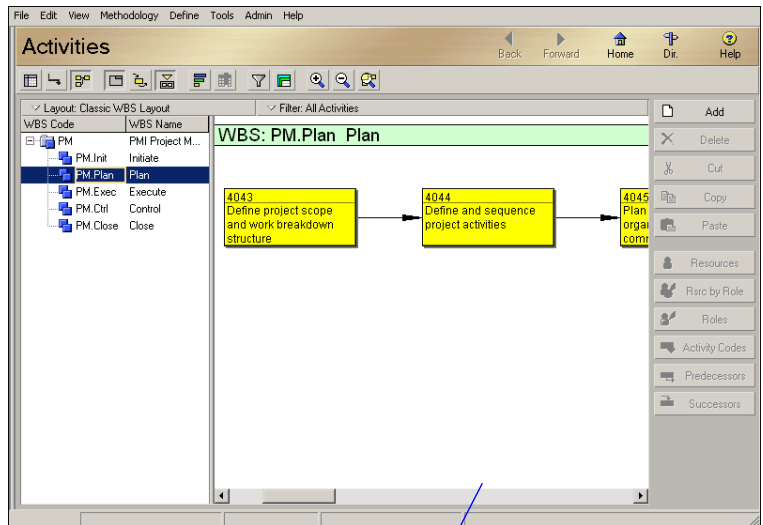 File Edit View Methodology Define Tools Admin Help
Activities
Back Forward Home Dir. Help
Layout: Classic WBS Layout
Filter: All Activities
WBS Code WBS Name
PM PMI Project M...
PM.Init Initiate
PM.Plan Plan
PM.Exec Execute
PM.Ctrl Control
PM.Close Close
WBS: PM.Plan Plan
4043
Define project scope
and work breakdown
structure
4044
Define and sequence
project activities
4045
Plan
orga
comm
Add
Delete
Cut
Copy
Paste
Resources
Rsrc by Role
Roles
Activity Codes
Predecessors
Successors